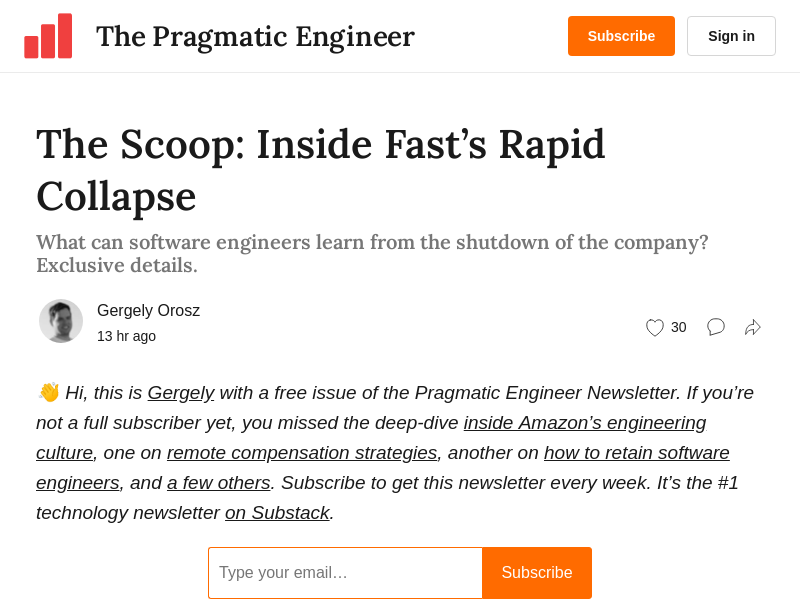 The Pragmatic Engineer
Subscribe
Sign in
The Scoop: Inside Fast’s Rapid
Collapse
What can software engineers learn from the shutdown of the company?
Exclusive details.
Gergely Orosz
13 hr ago
30
👋 Hi, this is Gergely with a free issue of the Pragmatic Engineer Newsletter. If you’re
not a full subscriber yet, you missed the deep-dive inside Amazon’s engineering
culture, one on remote compensation strategies, another on how to retain software
engineers, and a few others. Subscribe to get this newsletter every week. It’s the #1
technology newsletter on Substack.
Type your email…
Subscribe